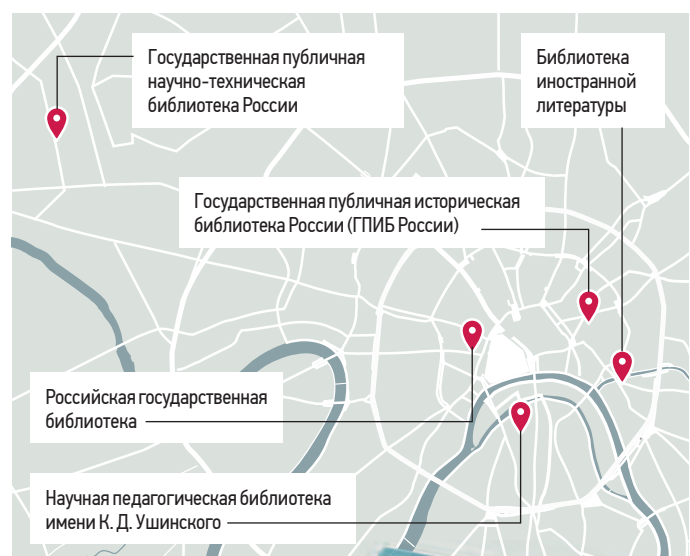 Государственная публичная
научно-техническая
библиотека России
Библиотека
иностранной
литературы
Государственная публичная историческая
библиотека России (ГПИБ России)
Российская государственная
библиотека
Научная педагогическая библиотека
имени К. Д. Ушинского